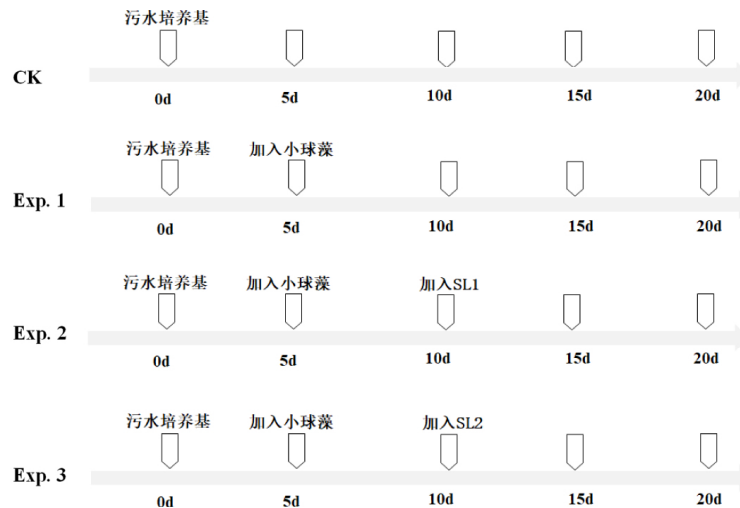 污水培养基
CK
0d 5d 10d 15d 20d
污水培养基 加入小球藻
Exp. 1
0d 5d 10d 15d 20d
污水培养基 加入小球藻 加入SL1
Exp. 2
0d 5d 10d 15d 20d
污水培养基 加入小球藻 加入SL2
Exp. 3
0d 5d 10d 15d 20d